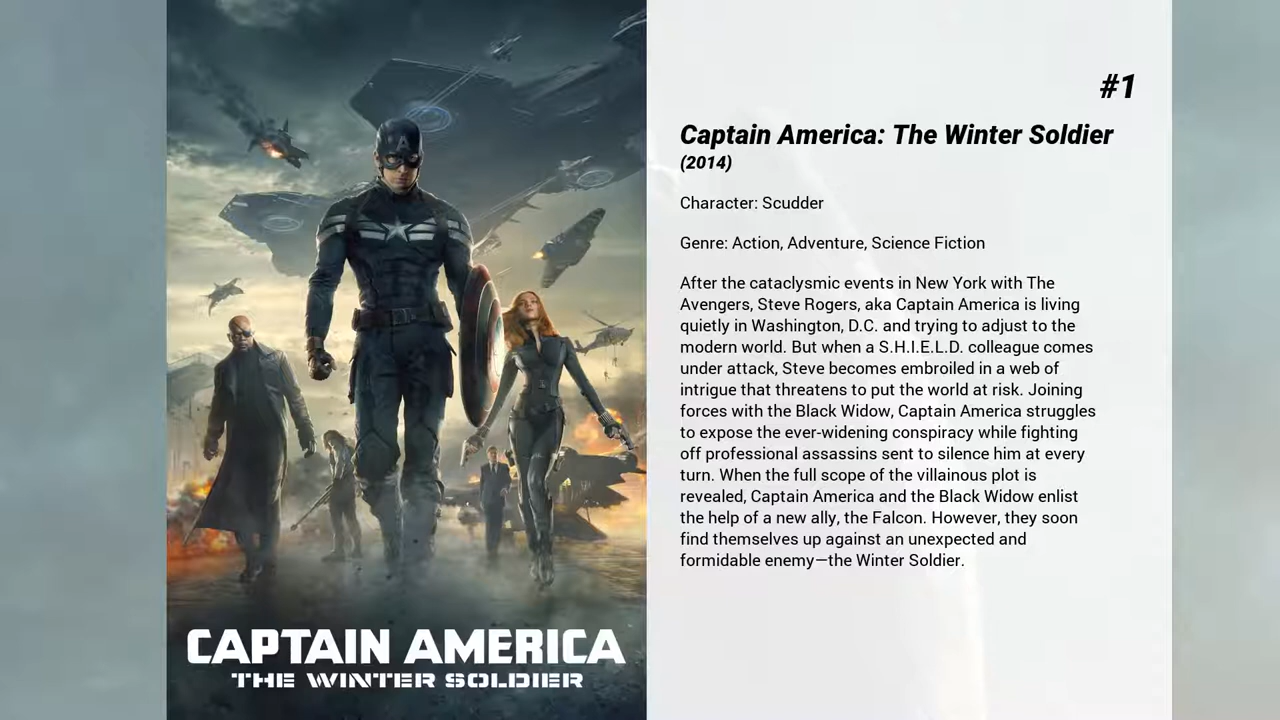 #1
Captain America: The Winter Soldier
(2014)
Character: Scudder
Genre: Action, Adventure, Science Fiction
After the cataclysmic events in New York with The
Avengers, Steve Rogers, aka Captain America is living
quietly in Washington, D.C. and trying to adjust to the
modern world. But when a S.H.I.E.L.D. colleague comes
under attack, Steve becomes embroiled in a web of
intrigue that threatens to put the world at risk. Joining
forces with the Black Widow, Captain America struggles
to expose the ever-widening conspiracy while fighting
off professional assassins sent to silence him at every
turn. When the full scope of the villainous plot is
revealed, Captain America and the Black Widow enlist
the help of a new ally, the Falcon. However, they soon
find themselves up against an unexpected and
formidable enemy—the Winter Soldier.
CAPTAIN AMERICA
THE WINTER SOLDIER